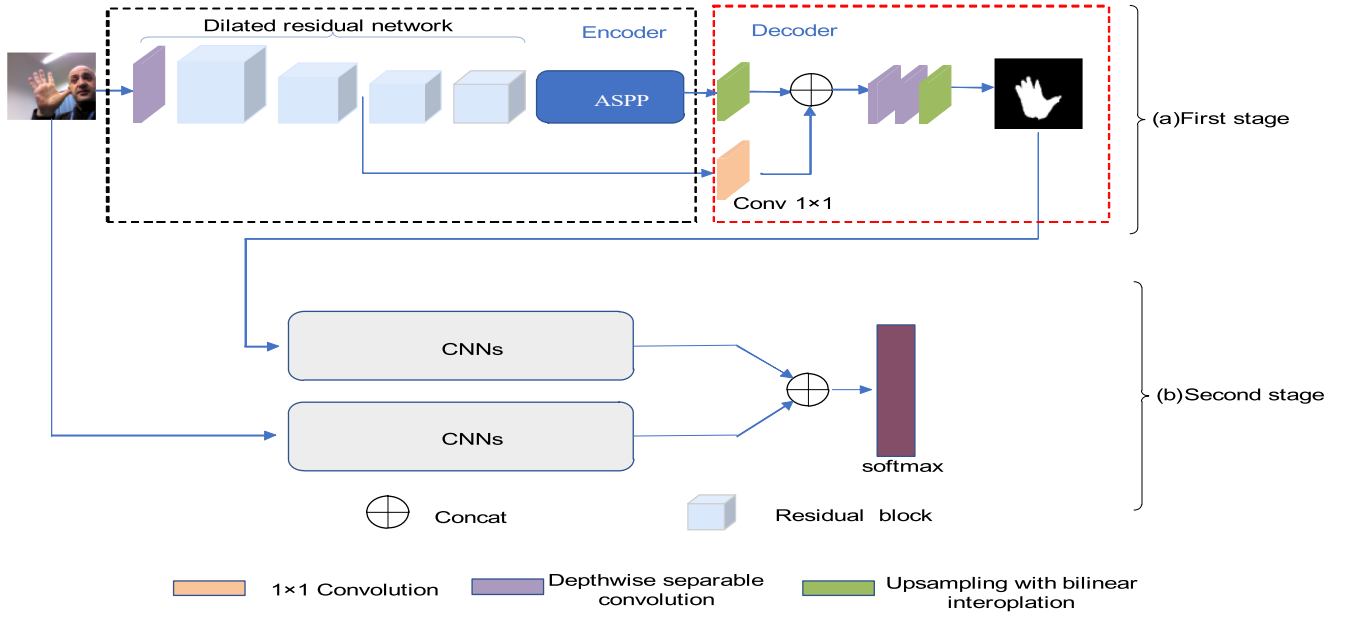 Dilated residual network
Encoder
Decoder
ASPP
(a)First stage
Conv 1×1
CNNs
(b)Second stage
CNNs
softmax
Concat
Residual block
1×1 Convolution
Depthwise separable
convolution
Upsampling with bilinear
interoplation